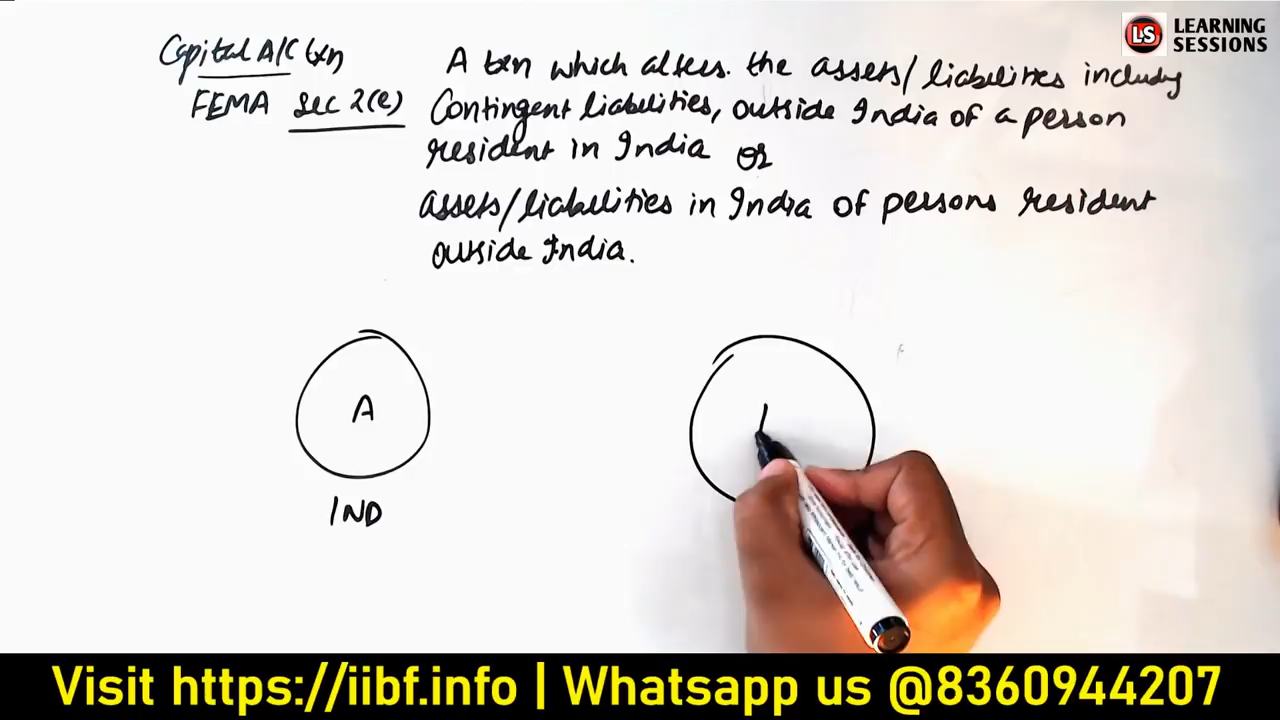 LS LEARNING SESSIONS
Capital A/C txn
FEMA Sec 2(e)
A txn which alters. the assets/liabilities including
Contingent liabilities, outside India of a person
resident in India or
assets/liabilities in India of persons resident
outside India.
A
IND
Visit https://iibf.info | Whatsapp us @8360944207